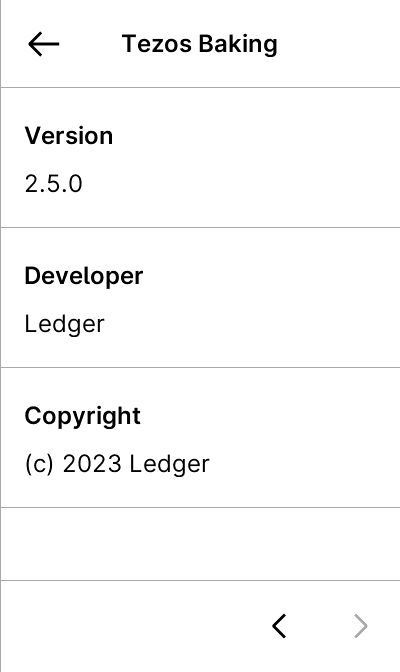 Tezos Baking
Version
2.5.0
Developer
Ledger
Copyright
(c) 2023 Ledger